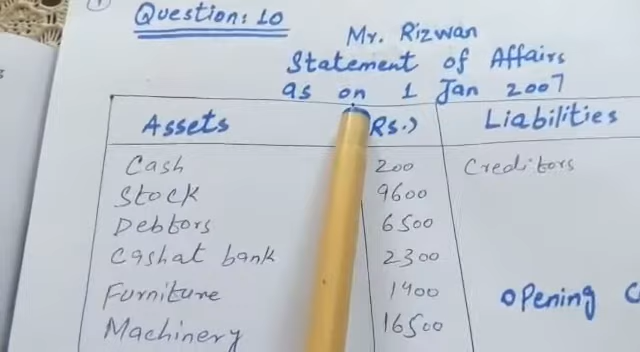 Question: 10
Mr. Rizwan
Statement of Affairs
as on 1 Jan 2007
Assets Rs.) Liabilities
Cash 200 Creditors
Stock 9600
Debtors 6500
Cash at bank 2300
Furniture 1900
Machinery 16500
Opening